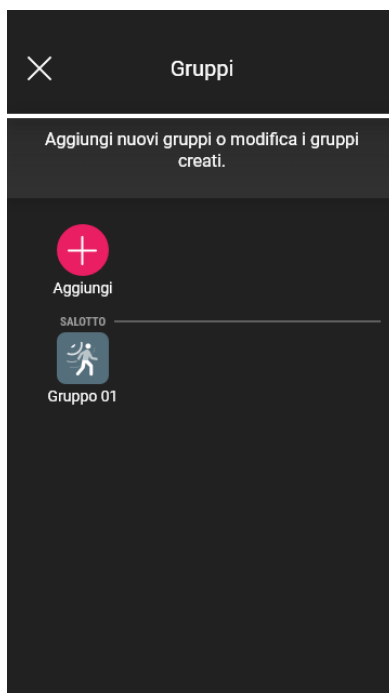 Gruppi
Aggiungi nuovi gruppi o modifica i gruppi
creati.
Aggiungi
SALOTTO
Gruppo 01